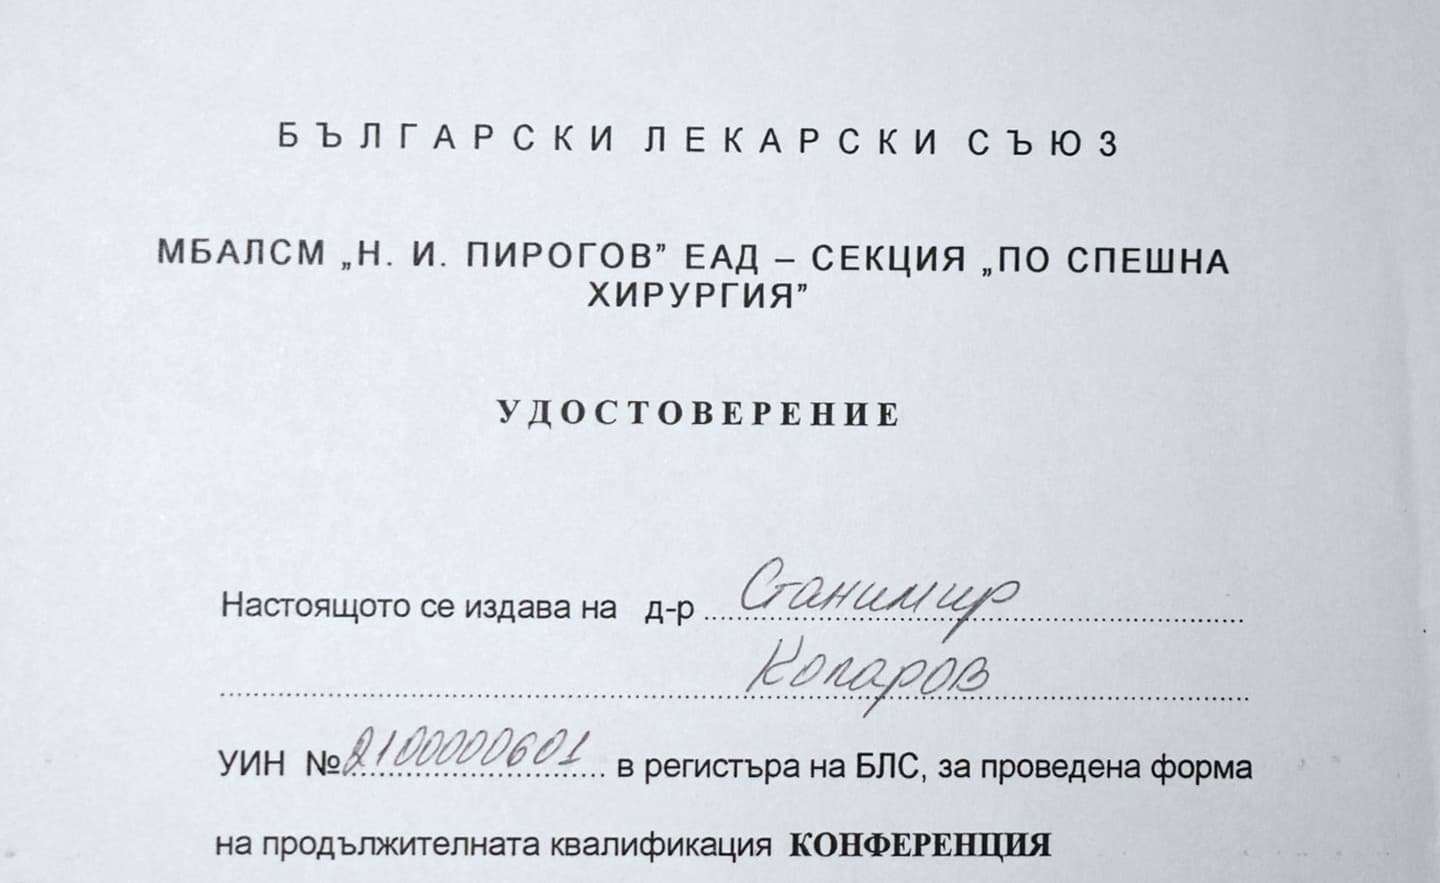 БЪЛГАРСКИ ЛЕКАРСКИ СЪЮЗ
МБАЛСМ „Н. И. ПИРОГОВ” ЕАД – СЕКЦИЯ „ПО СПЕШНА
ХИРУРГИЯ”
УДОСТОВЕРЕНИЕ
Настоящото се издава на д-р Станимир
Копаров
УИН №2100000601 в регистъра на БЛС, за проведена форма
на продължителната квалификация КОНФЕРЕНЦИЯ